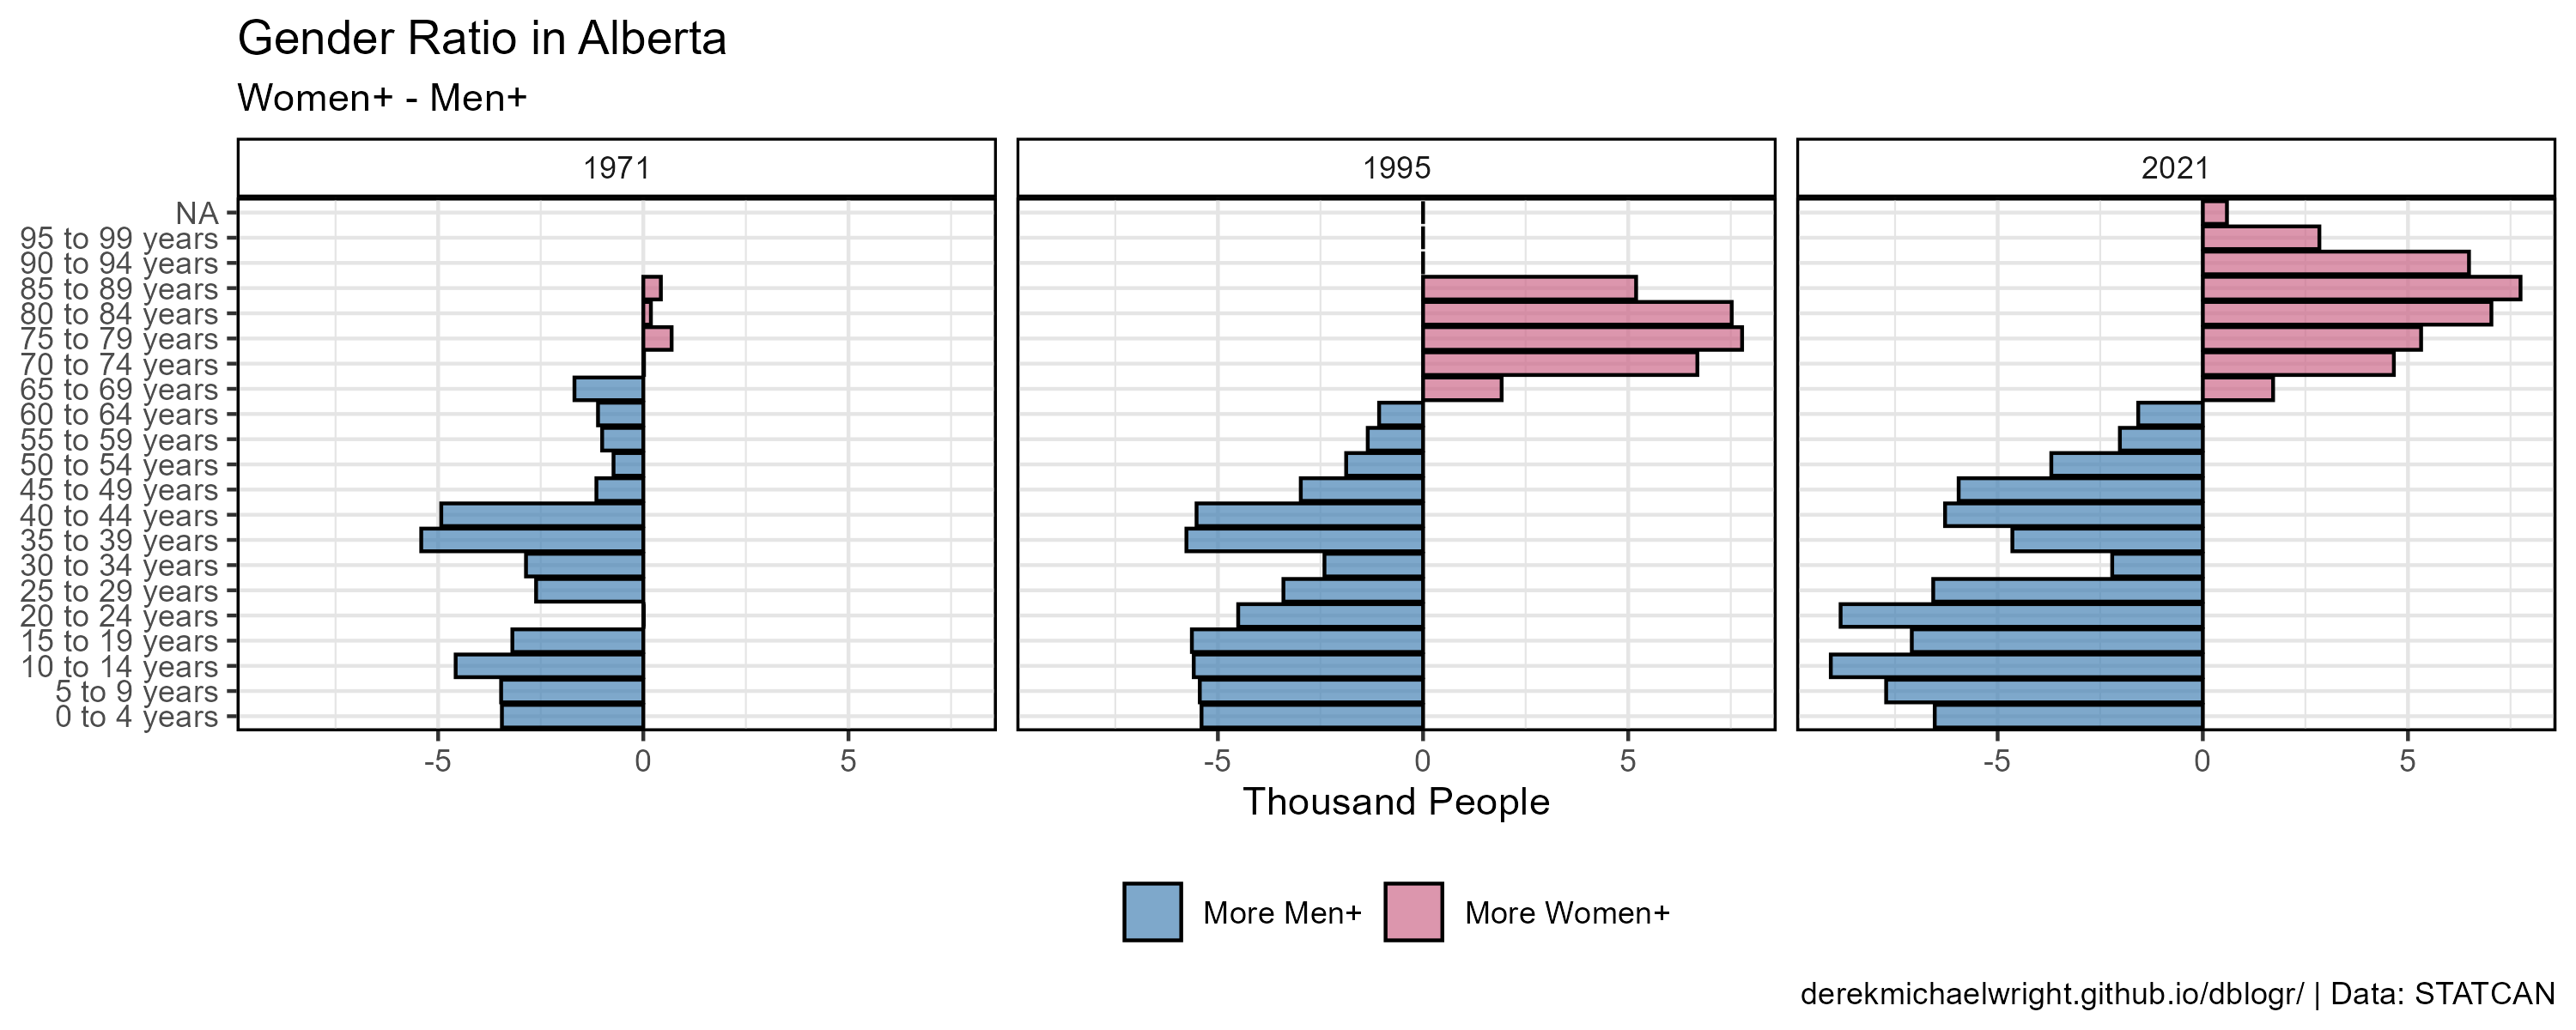 Gender Ratio in Alberta
Women+ - Men+
1971
1995
2021
NA
95 to 99 years
90 to 94 years
85 to 89 years
80 to 84 years
75 to 79 years
70 to 74 years
65 to 69 years
60 to 64 years
55 to 59 years
50 to 54 years
45 to 49 years
40 to 44 years
35 to 39 years
30 to 34 years
25 to 29 years
20 to 24 years
15 to 19 years
10 to 14 years
5 to 9 years
0 to 4 years
-5 0 5
-5 0 5
-5 0 5
Thousand People
More Men+
More Women+
derekmichaelwright.github.io/dblogr/ | Data: STATCAN